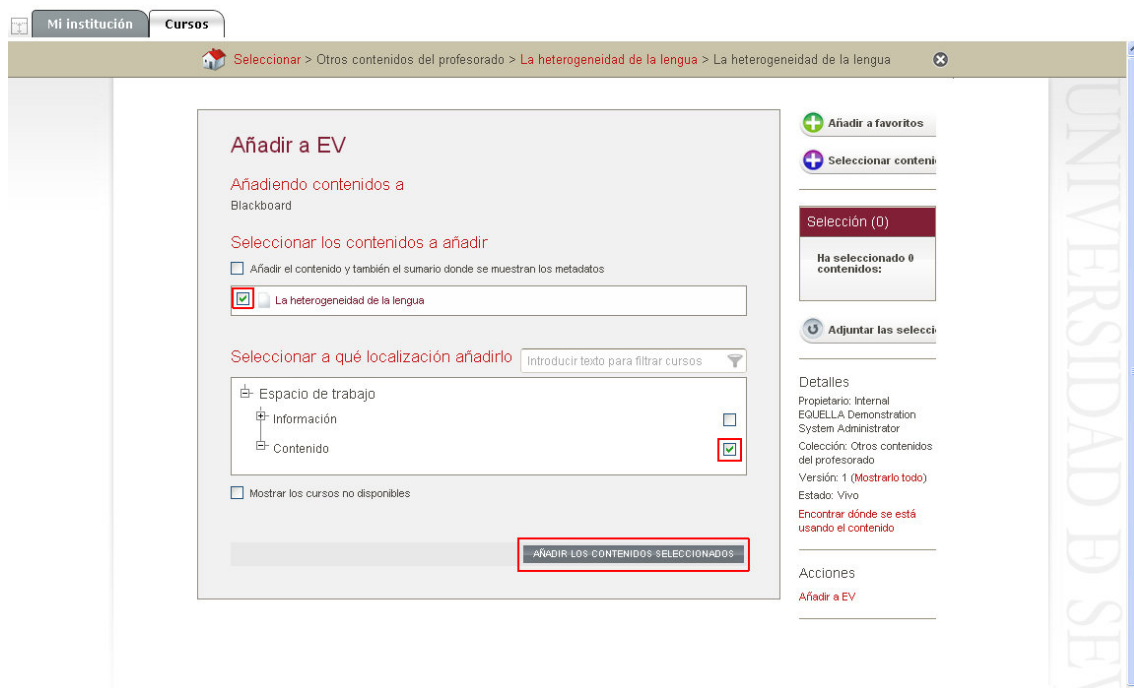 Mi institución
Cursos
Seleccionar > Otros contenidos del profesorado > La heterogeneidad de la lengua > La heterogeneidad de la lengua
Añadir a EV
Añadiendo contenidos a
Blackboard
Seleccionar los contenidos a añadir
Añadir el contenido y también el sumario donde se muestran los metadatos
La heterogeneidad de la lengua
Seleccionar a qué localización añadirlo
Introducir texto para filtrar cursos
Espacio de trabajo
Información
Contenido
Mostrar los cursos no disponibles
AÑADIR LOS CONTENIDOS SELECCIONADOS
Añadir a favoritos
Seleccionar conteni
Selección (0)
Ha seleccionado 0
contenidos:
Adjuntar las selecci
Detalles
Propietario: Internal
EQUELLA Demonstration
System Administrator
Colección: Otros contenidos
del profesorado
Versión: 1 (Mostrarlo todo)
Estado: Vivo
Encontrar dónde se está
usando el contenido
Acciones
Añadir a EV
UNIVERSIDAD D SEV